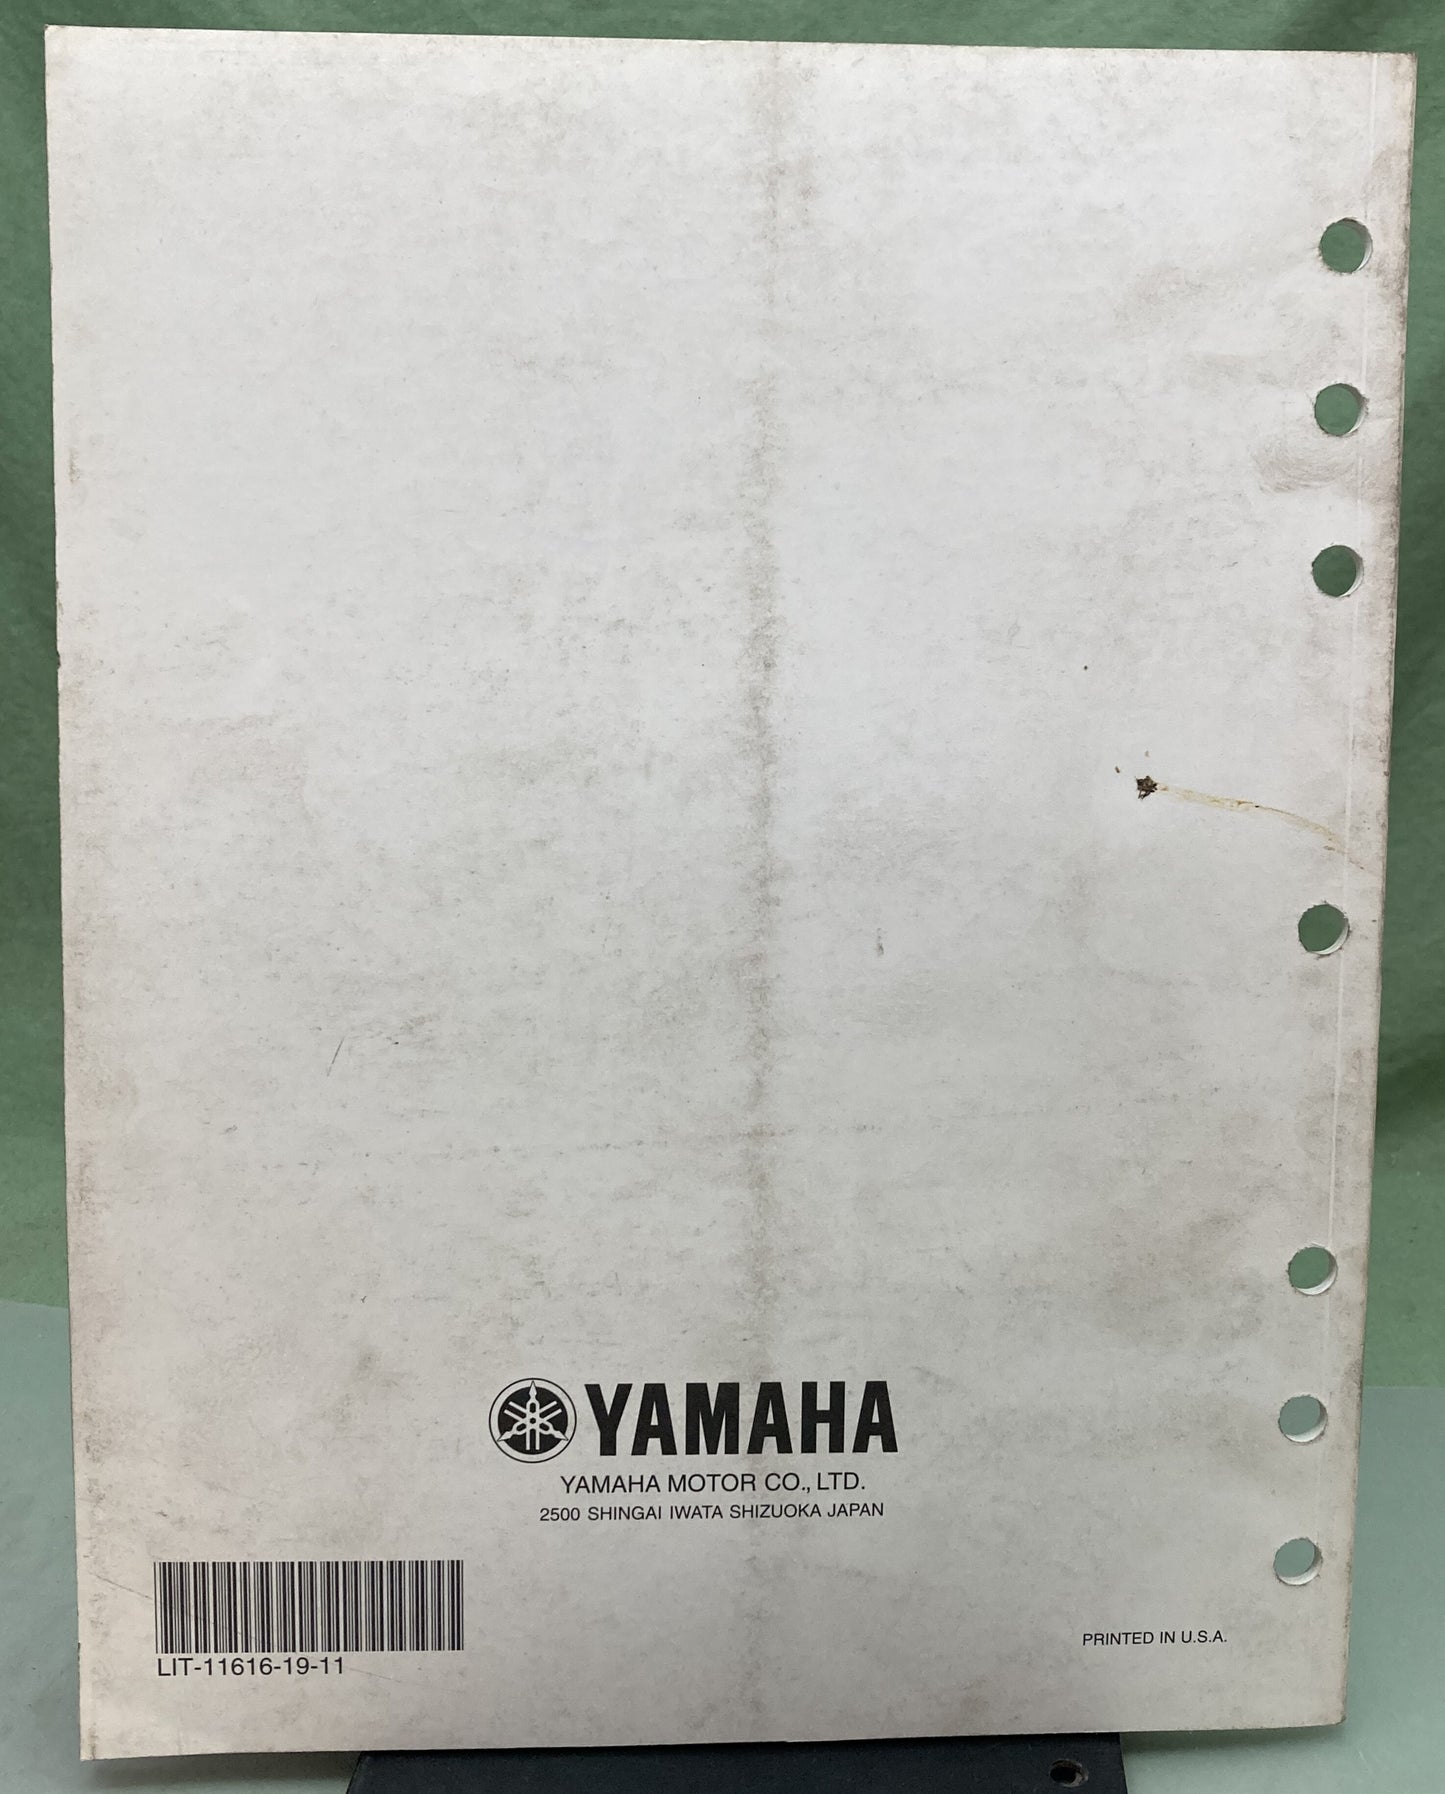 YAMAHA
YAMAHA MOTOR CO., LTD.
2500 SHINGAI IWATA SHIZUOKA JAPAN
LIT-11616-19-11
PRINTED IN U.S.A.